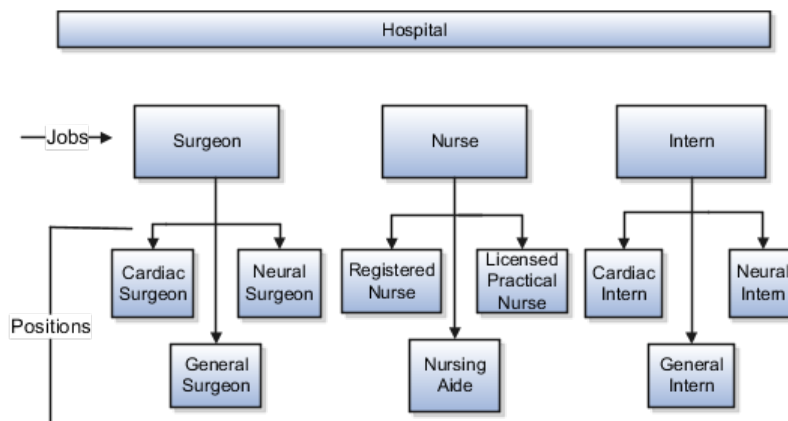 Hospital
Jobs
Surgeon
Nurse
Intern
Cardiac
Surgeon
Neural
Surgeon
Registered
Nurse
Licensed
Practical
Nurse
Cardiac
Intern
Neural
Intern
Positions
General
Surgeon
Nursing
Aide
General
Intern